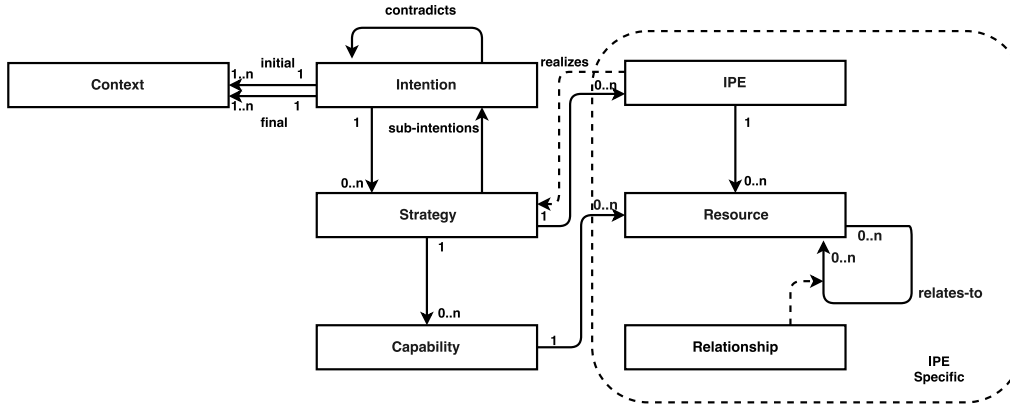 contradicts
initial
realizes
1..n
1
Context
Intention
IPE
0..n
1..n
1
final
1
sub-intentions
1
0..n
0..n
Strategy
1
0..n
Resource
1
0..n
0..n
relates-to
0..n
Capability
1
Relationship
IPE
Specific